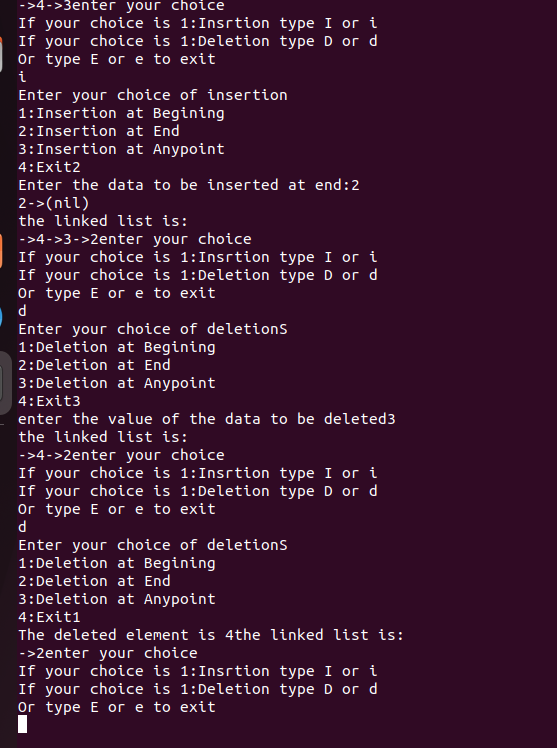 ->4->3enter your choice
If your choice is 1:Insrtion type I or i
If your choice is 1:Deletion type D or d
Or type E or e to exit
i
Enter your choice of insertion
1:Insertion at Begining
2:Insertion at End
3:Insertion at Anypoint
4:Exit2
Enter the data to be inserted at end:2
2->(nil)
the linked list is:
->4->3->2enter your choice
If your choice is 1:Insrtion type I or i
If your choice is 1:Deletion type D or d
Or type E or e to exit
d
Enter your choice of deletionS
1:Deletion at Begining
2:Deletion at End
3:Deletion at Anypoint
4:Exit3
enter the value of the data to be deleted3
the linked list is:
->4->2enter your choice
If your choice is 1:Insrtion type I or i
If your choice is 1:Deletion type D or d
Or type E or e to exit
d
Enter your choice of deletionS
1:Deletion at Begining
2:Deletion at End
3:Deletion at Anypoint
4:Exit1
The deleted element is 4the linked list is:
->2enter your choice
If your choice is 1:Insrtion type I or i
If your choice is 1:Deletion type D or d
Or type E or e to exit